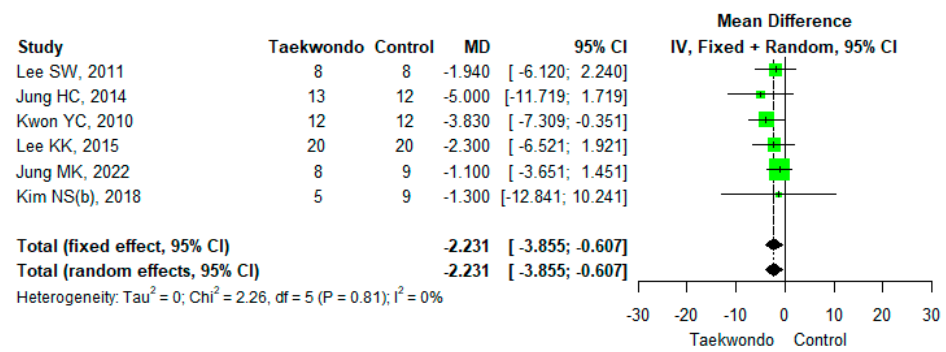 Mean Difference
Study Taekwondo Control MD 95% CI IV, Fixed + Random, 95% CI
Lee SW, 2011 8 8 -1.940 [ -6.120; 2.240]
Jung HC, 2014 13 12 -5.000 [-11.719; 1.719]
Kwon YC, 2010 12 12 -3.830 [ -7.309; -0.351]
Lee KK, 2015 20 20 -2.300 [ -6.521; 1.921]
Jung MK, 2022 8 9 -1.100 [ -3.651; 1.451]
Kim NS(b), 2018 5 9 -1.300 [-12.841; 10.241]
Total (fixed effect, 95% CI) -2.231 [ -3.855; -0.607]
Total (random effects, 95% CI) -2.231 [ -3.855; -0.607]
Heterogeneity: Tau² = 0; Chi² = 2.26, df = 5 (P = 0.81); I² = 0%
-30 -20 -10 0 10 20 30
Taekwondo Control